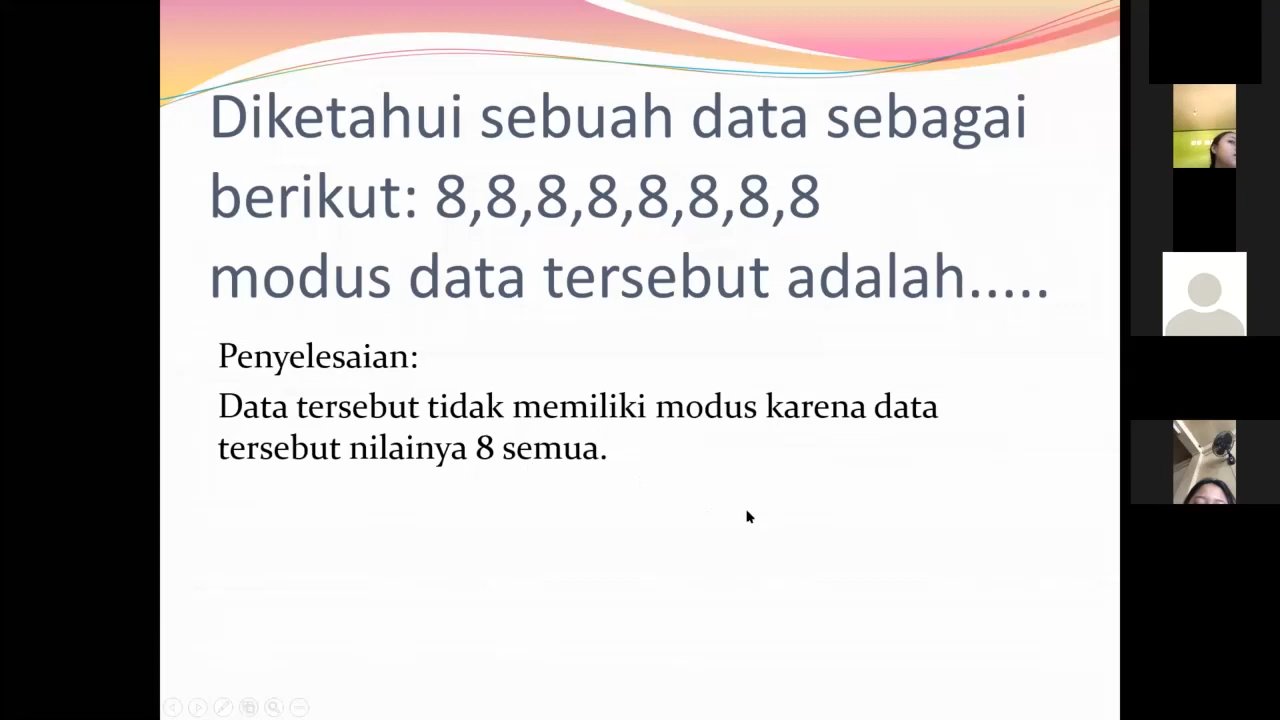 Diketahui sebuah data sebagai
berikut: 8,8,8,8,8,8,8,8
modus data tersebut adalah.....
Penyelesaian:
Data tersebut tidak memiliki modus karena data
tersebut nilainya 8 semua.